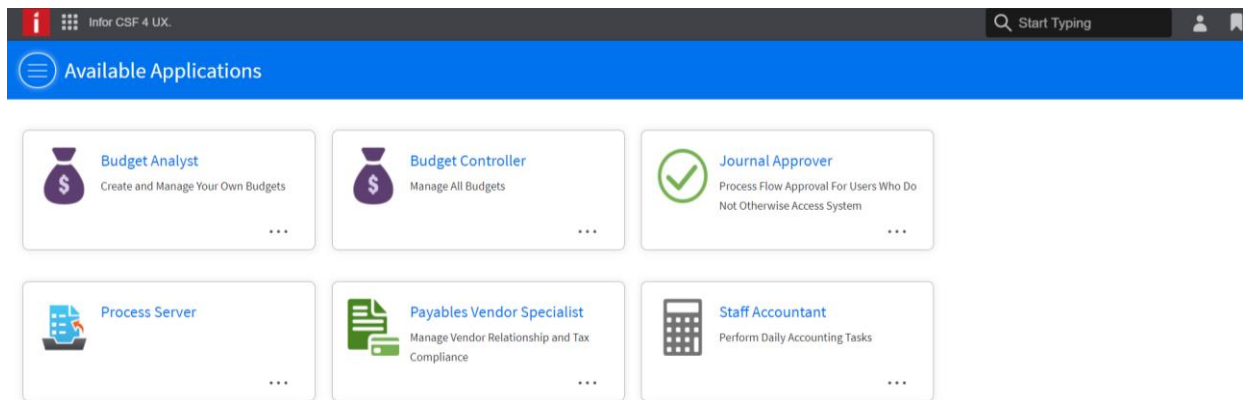 i Infor CSF 4 UX. Start Typing
Available Applications
Budget Analyst
Create and Manage Your Own Budgets
...
Budget Controller
Manage All Budgets
...
Journal Approver
Process Flow Approval For Users Who Do
Not Otherwise Access System
...
Process Server
...
Payables Vendor Specialist
Manage Vendor Relationship and Tax
Compliance
...
Staff Accountant
Perform Daily Accounting Tasks
...